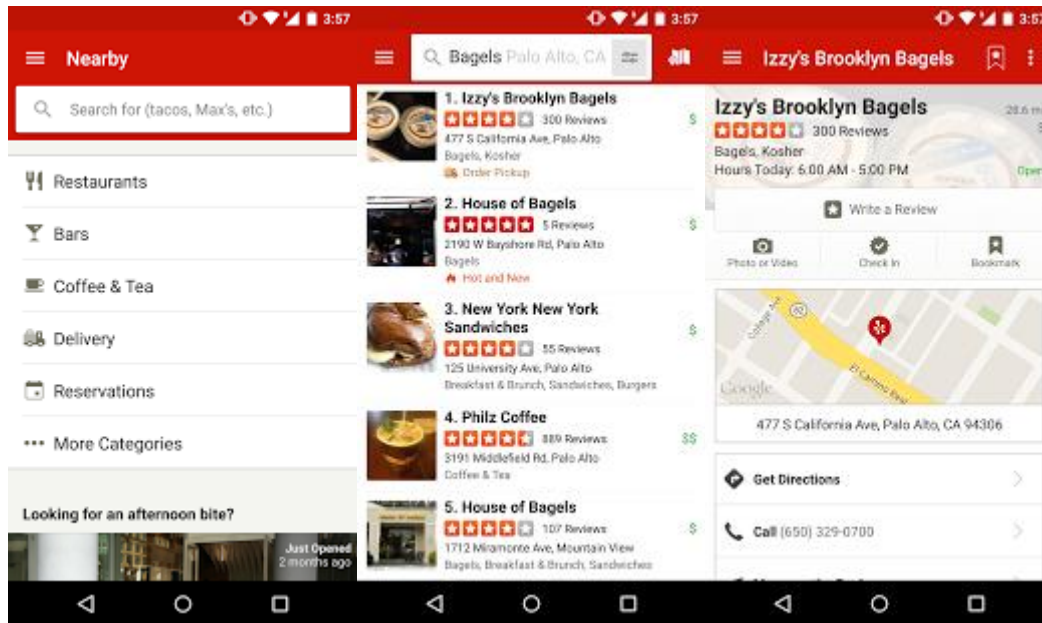 3:57
Nearby
Search for (tacos, Max's, etc.)
Restaurants
Bars
Coffee & Tea
Delivery
Reservations
More Categories
Looking for an afternoon bite?
Just Opened
2 months ago
3:57
Bagels Palo Alto, CA
1. Izzy's Brooklyn Bagels
300 Reviews $
477 S California Ave, Palo Alto
Bagels, Kosher
Order Pickup
2. House of Bagels
5 Reviews $
2190 W Bayshore Rd, Palo Alto
Bagels
Hot and New
3. New York New York
Sandwiches
55 Reviews $
125 University Ave, Palo Alto
Breakfast & Brunch, Sandwiches, Burgers
4. Philz Coffee
889 Reviews $$
3191 Middlefield Rd, Palo Alto
Coffee & Tea
5. House of Bagels
107 Reviews $
1712 Miramonte Ave, Mountain View
Bagels, Breakfast & Brunch, Sandwiches
3:57
Izzy's Brooklyn Bagels
Izzy's Brooklyn Bagels 28.6 m
300 Reviews $
Bagels, Kosher
Hours Today: 6:00 AM - 5:00 PM Open
Write a Review
Photo or Video Check In Bookmark
College Ave
El Camino Real
Google
477 S California Ave, Palo Alto, CA 94306
Get Directions
Call (650) 329-0700